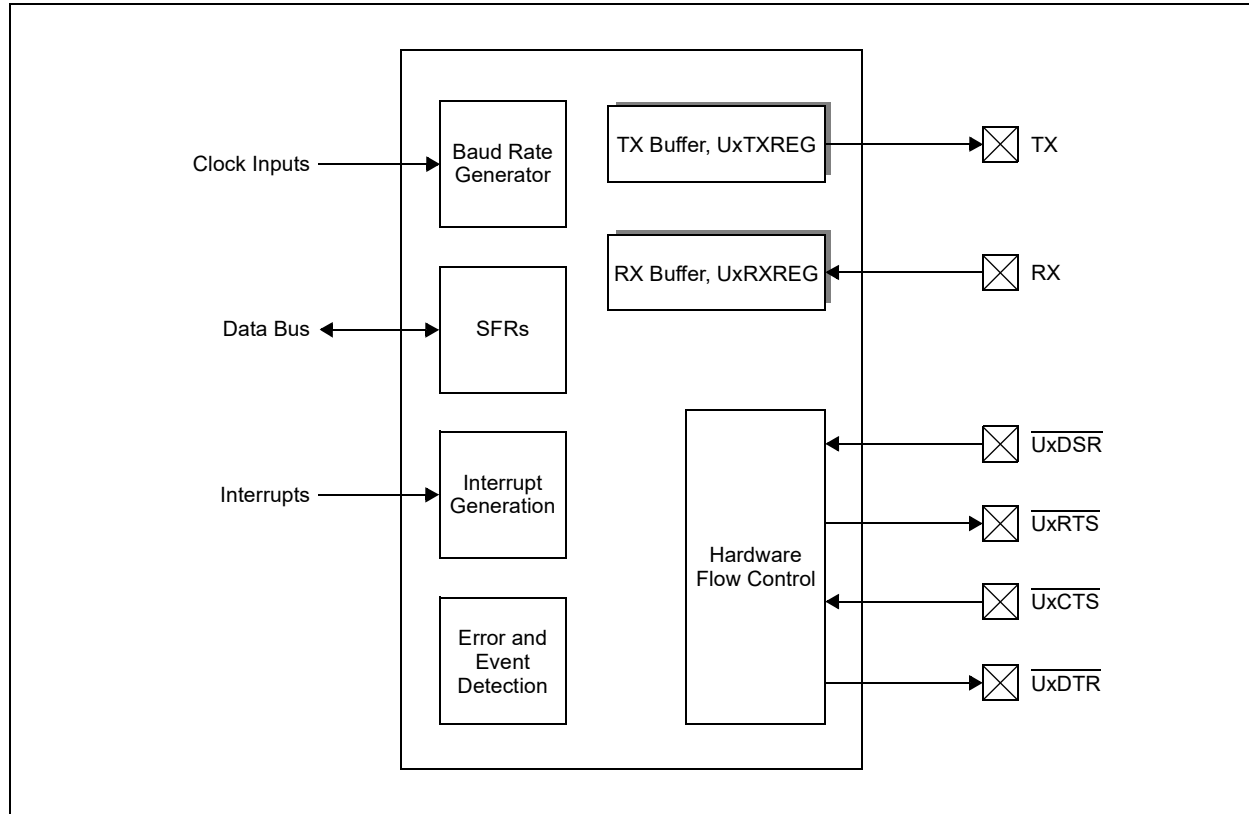 Clock Inputs
Baud Rate
Generator
TX Buffer, UxTXREG
TX
RX Buffer, UxRXREG
RX
Data Bus
SFRs
Interrupts
Interrupt
Generation
Error and
Event
Detection
Hardware
Flow Control
UxDSR
UxRTS
UxCTS
UxDTR